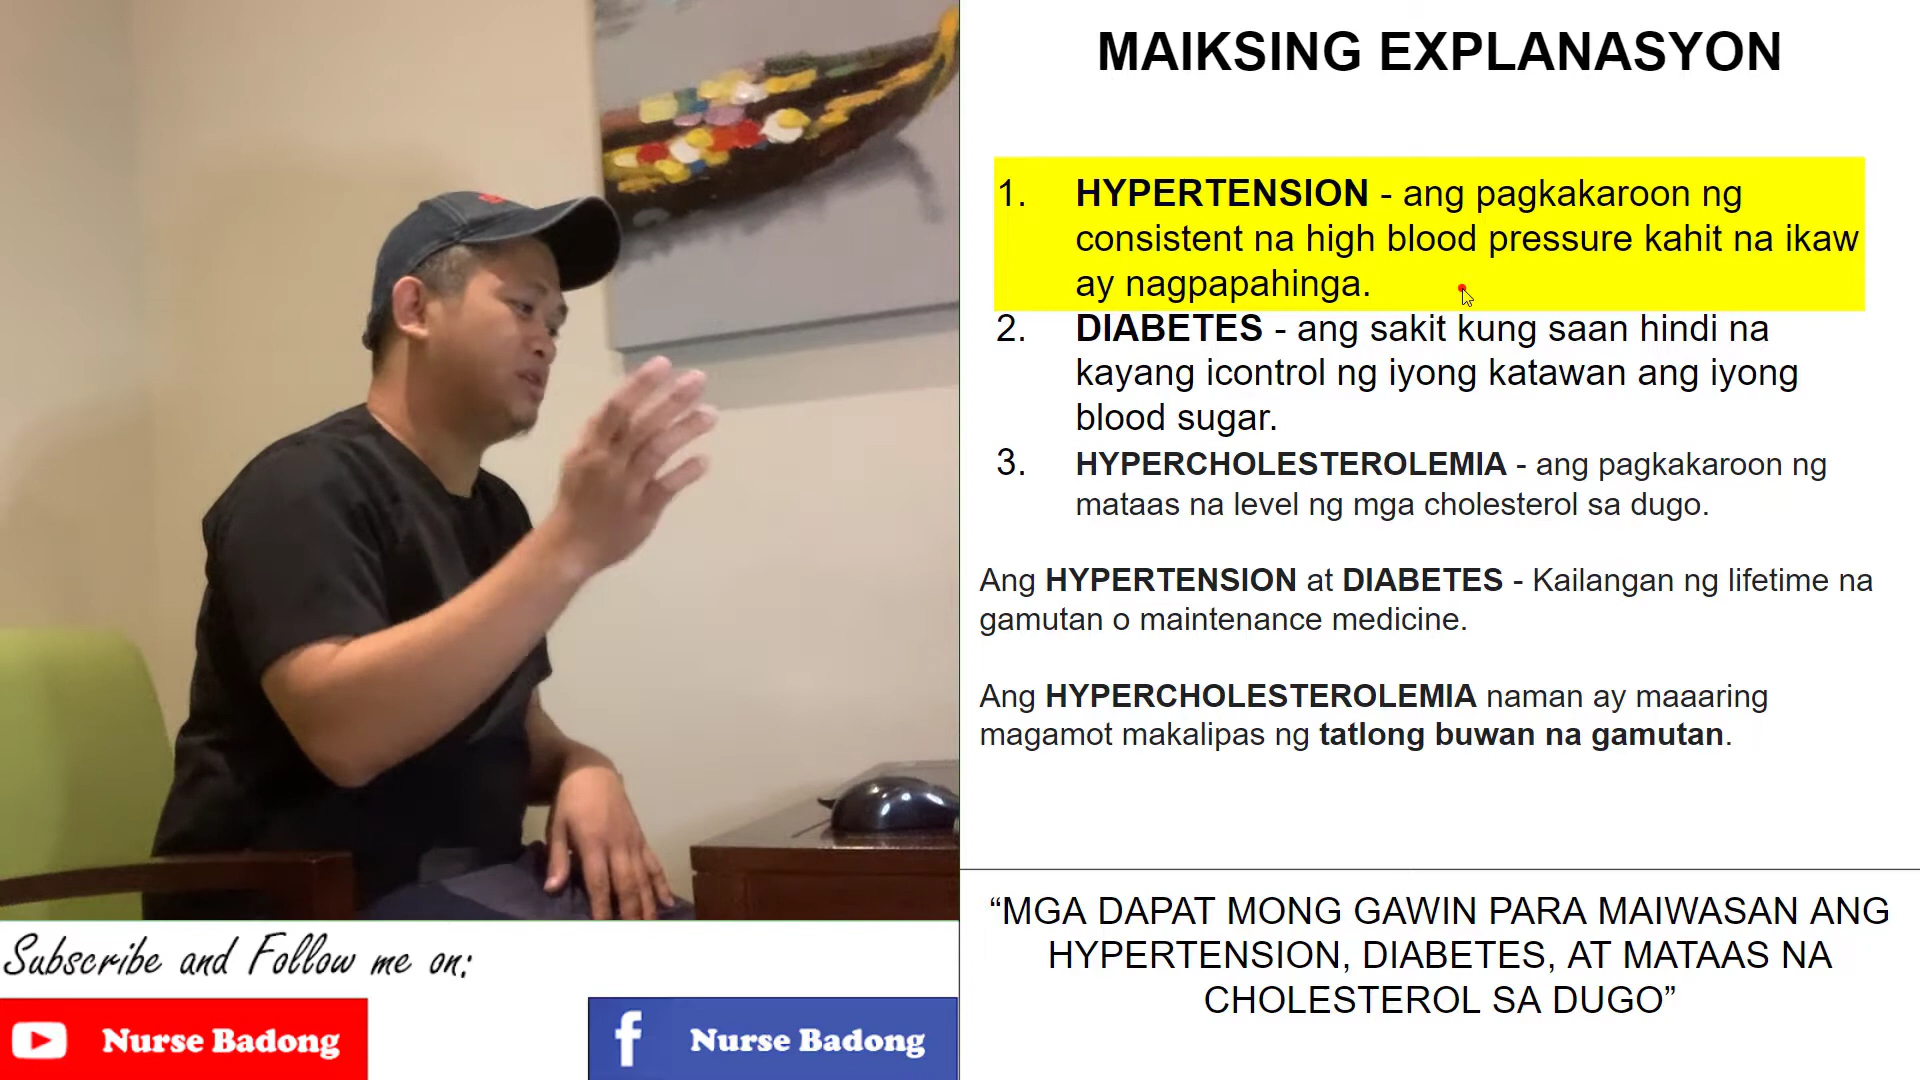 MAIKSING EXPLANASYON
1. HYPERTENSION - ang pagkakaroon ng
consistent na high blood pressure kahit na ikaw
ay nagpapahinga.
2. DIABETES - ang sakit kung saan hindi na
kayang icontrol ng iyong katawan ang iyong
blood sugar.
3. HYPERCHOLESTEROLEMIA - ang pagkakaroon ng
mataas na level ng mga cholesterol sa dugo.
Ang HYPERTENSION at DIABETES - Kailangan ng lifetime na
gamutan o maintenance medicine.
Ang HYPERCHOLESTEROLEMIA naman ay maaaring
magamot makalipas ng tatlong buwan na gamutan.
“MGA DAPAT MONG GAWIN PARA MAIWASAN ANG
HYPERTENSION, DIABETES, AT MATAAS NA
CHOLESTEROL SA DUGO”
Subscribe and Follow me on:
Nurse Badong
Nurse Badong